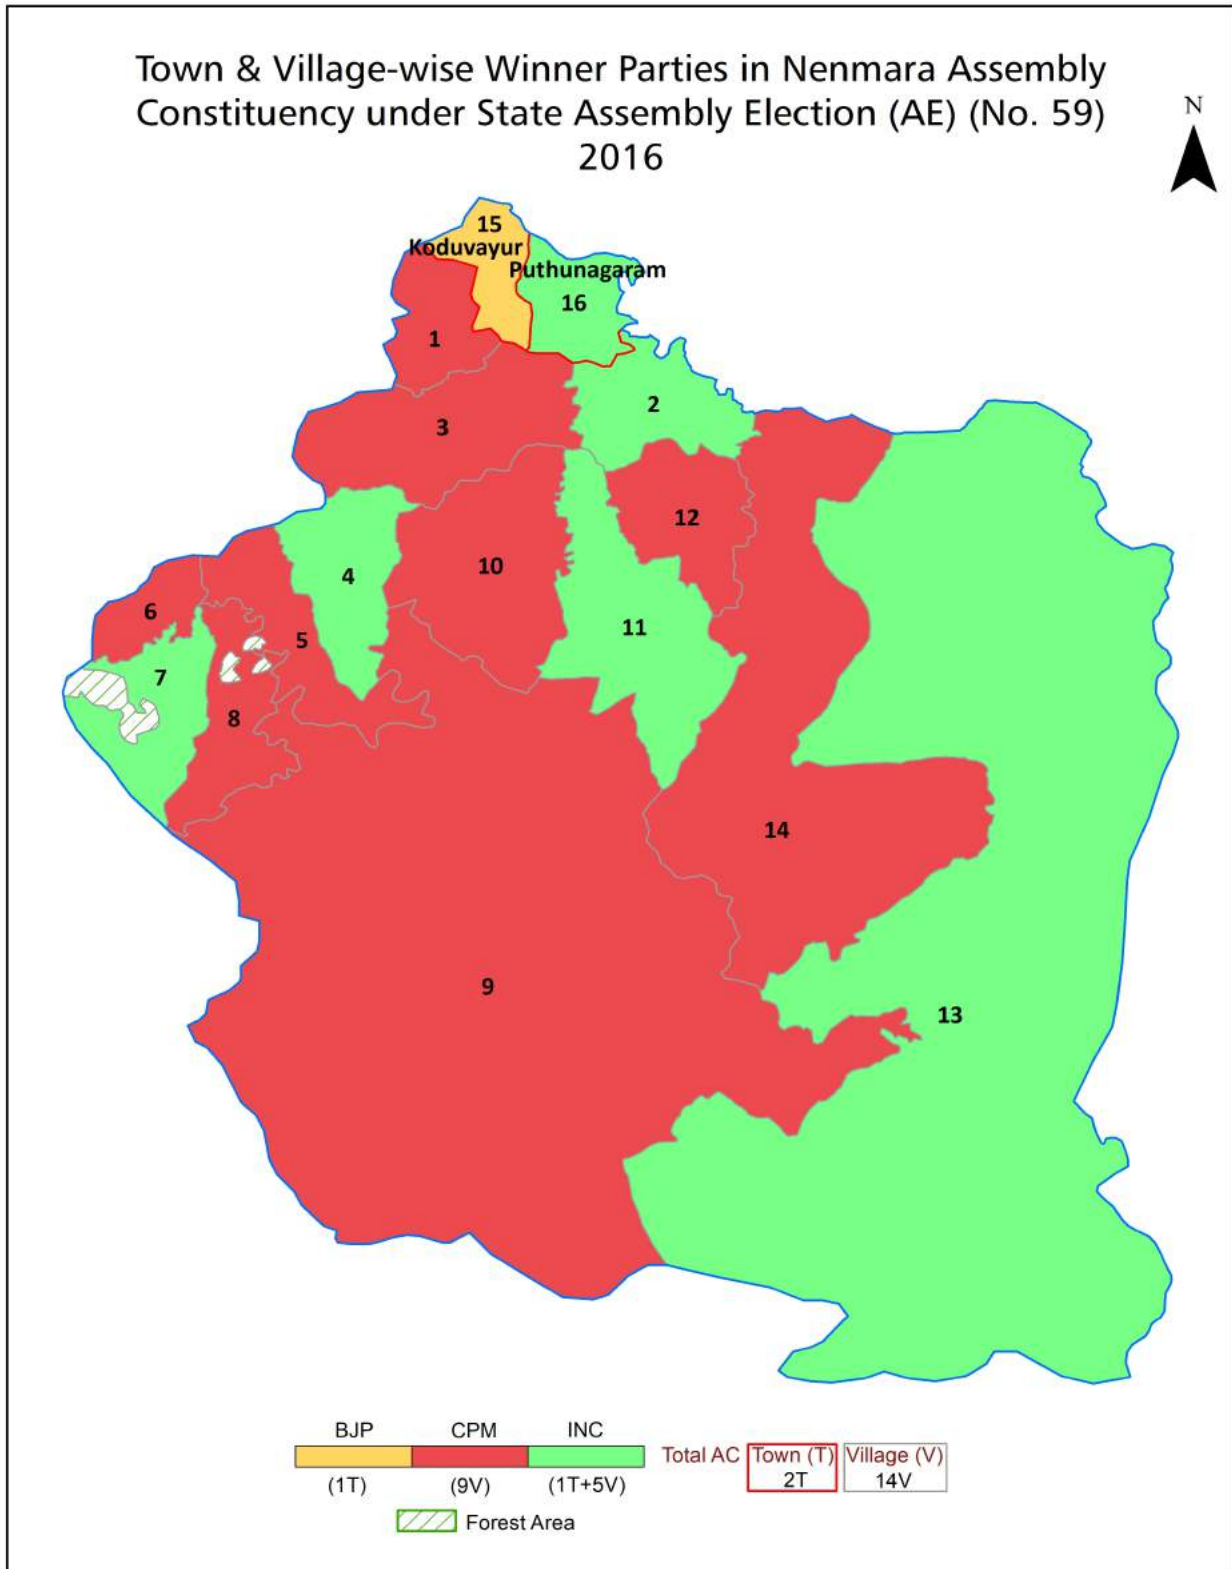 Town & Village-wise Winner Parties in Nenmara Assembly
Constituency under State Assembly Election (AE) (No. 59)
2016
N
15
Koduvayur
Puthunagaram
16
1
2
3
12
10
4
6
11
5
7
8
14
9
13
BJP CPM INC
Total AC Town (T) Village (V)
(1T) (9V) (1T+5V) 2T 14V
Forest Area